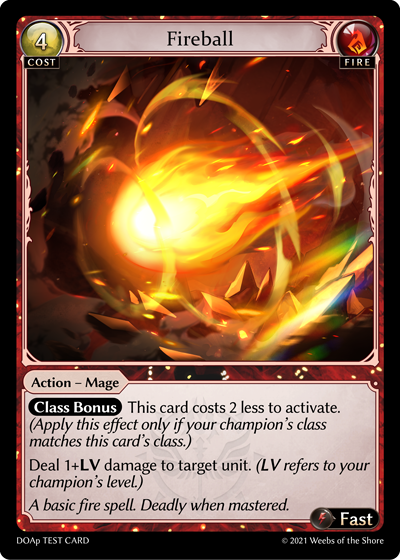 4
Fireball
COST
FIRE
Action – Mage
Class Bonus This card costs 2 less to activate.
(Apply this effect only if your champion's class
matches this card's class.)
Deal 1+LV damage to target unit. (LV refers to your
champion's level.)
A basic fire spell. Deadly when mastered.
Fast
DOAp TEST CARD
© 2021 Weebs of the Shore